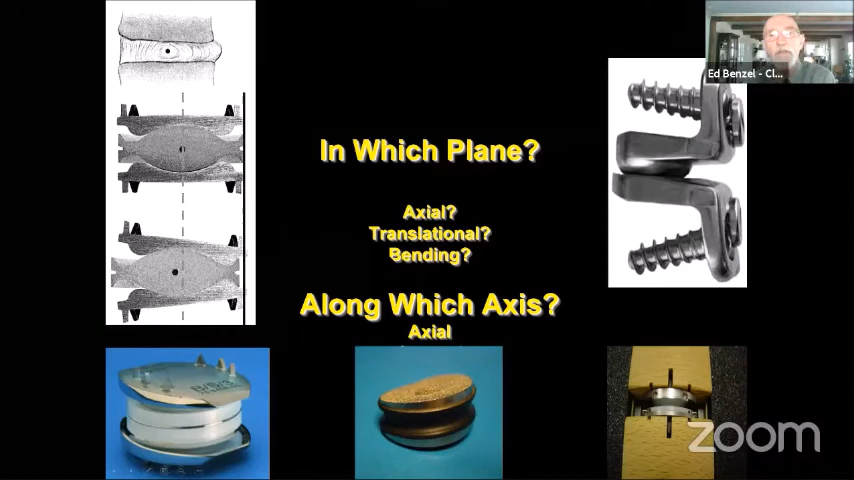 Ed Benzel - Cl...
In Which Plane?
Axial?
Translational?
Bending?
Along Which Axis?
Axial
zoom